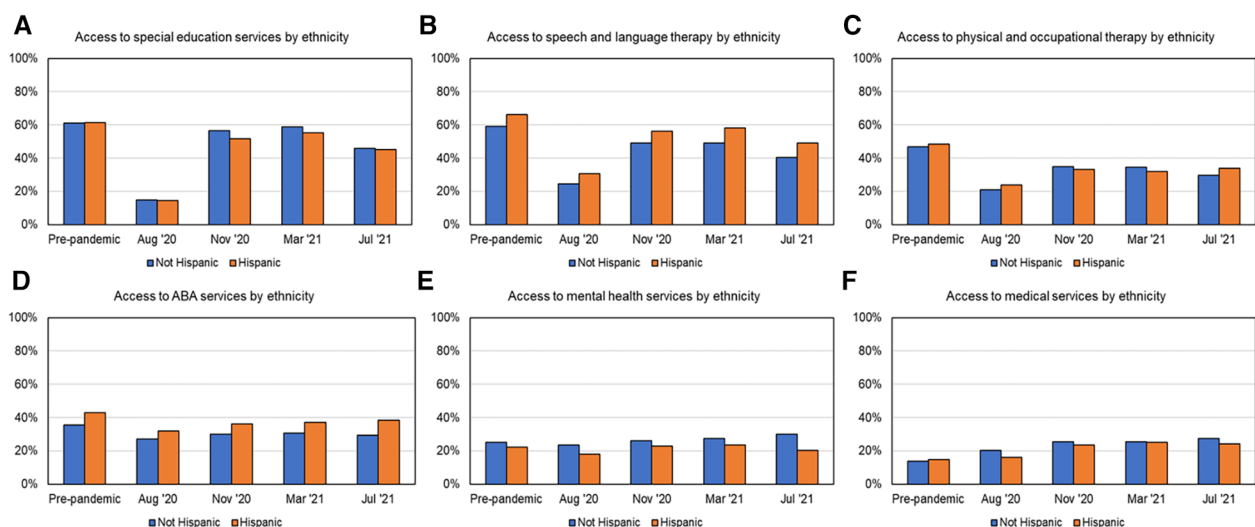 A
Access to special education services by ethnicity
100%
80%
60%
40%
20%
0%
Pre-pandemic Aug '20 Nov '20 Mar '21 Jul '21
Not Hispanic Hispanic
B
Access to speech and language therapy by ethnicity
100%
80%
60%
40%
20%
0%
Pre-pandemic Aug '20 Nov '20 Mar '21 Jul '21
Not Hispanic Hispanic
C
Access to physical and occupational therapy by ethnicity
100%
80%
60%
40%
20%
0%
Pre-pandemic Aug '20 Nov '20 Mar '21 Jul '21
Not Hispanic Hispanic
D
Access to ABA services by ethnicity
100%
80%
60%
40%
20%
0%
Pre-pandemic Aug '20 Nov '20 Mar '21 Jul '21
Not Hispanic Hispanic
E
Access to mental health services by ethnicity
100%
80%
60%
40%
20%
0%
Pre-pandemic Aug '20 Nov '20 Mar '21 Jul '21
Not Hispanic Hispanic
F
Access to medical services by ethnicity
100%
80%
60%
40%
20%
0%
Pre-pandemic Aug '20 Nov '20 Mar '21 Jul '21
Not Hispanic Hispanic